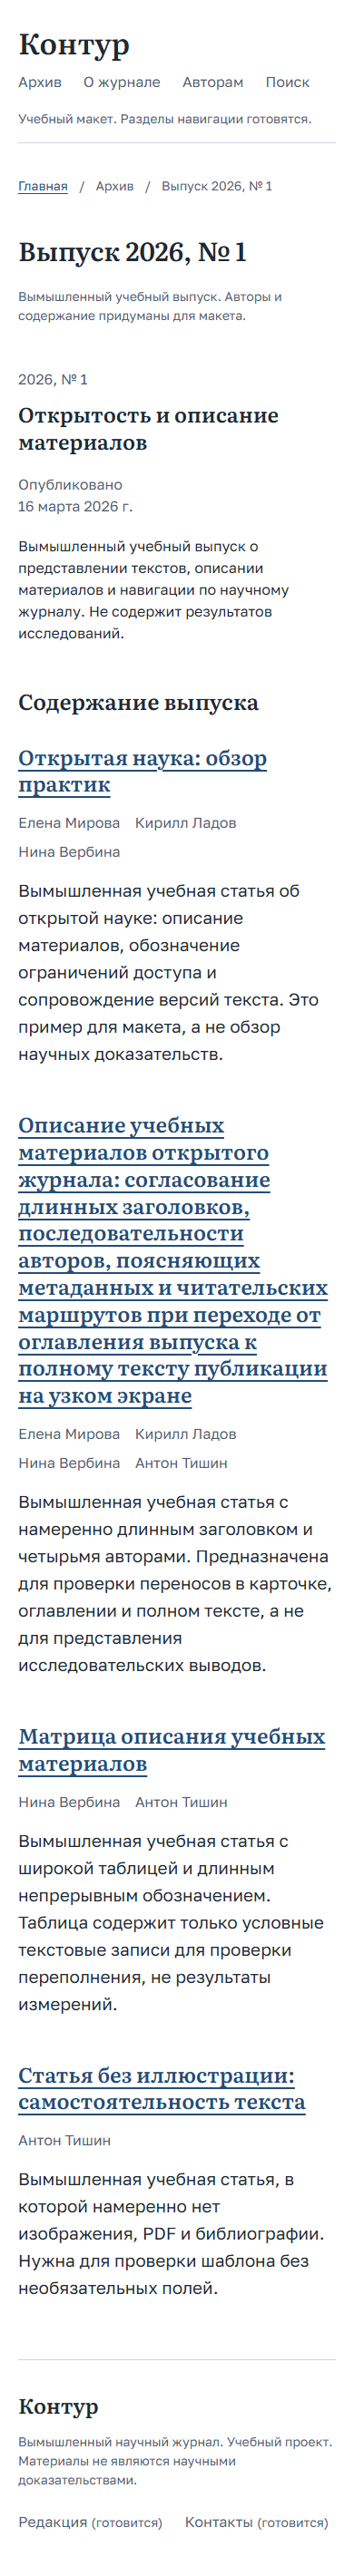 Контур
Архив О журнале Авторам Поиск
Учебный макет. Разделы навигации готовятся.
Главная / Архив / Выпуск 2026, № 1
Выпуск 2026, № 1
Вымышленный учебный выпуск. Авторы и
содержание придуманы для макета.
2026, № 1
Открытость и описание
материалов
Опубликовано
16 марта 2026 г.
Вымышленный учебный выпуск о
представлении текстов, описании
материалов и навигации по научному
журналу. Не содержит результатов
исследований.
Содержание выпуска
Открытая наука: обзор
практик
Елена Мирова Кирилл Ладов
Нина Вербина
Вымышленная учебная статья об
открытой науке: описание
материалов, обозначение
ограничений доступа и
сопровождение версий текста. Это
пример для макета, а не обзор
научных доказательств.
Описание учебных
материалов открытого
журнала: согласование
длинных заголовков,
последовательности
авторов, поясняющих
метаданных и читательских
маршрутов при переходе от
оглавления выпуска к
полному тексту публикации
на узком экране
Елена Мирова Кирилл Ладов
Нина Вербина Антон Тишин
Вымышленная учебная статья с
намеренно длинным заголовком и
четырьмя авторами. Предназначена
для проверки переносов в карточке,
оглавлении и полном тексте, а не
для представления
исследовательских выводов.
Матрица описания учебных
материалов
Нина Вербина Антон Тишин
Вымышленная учебная статья с
широкой таблицей и длинным
непрерывным обозначением.
Таблица содержит только условные
текстовые записи для проверки
переполнения, не результаты
измерений.
Статья без иллюстрации:
самостоятельность текста
Антон Тишин
Вымышленная учебная статья, в
которой намеренно нет
изображения, PDF и библиографии.
Нужна для проверки шаблона без
необязательных полей.
Контур
Вымышленный научный журнал. Учебный проект.
Материалы не являются научными
доказательствами.
Редакция (готовится) Контакты (готовится)